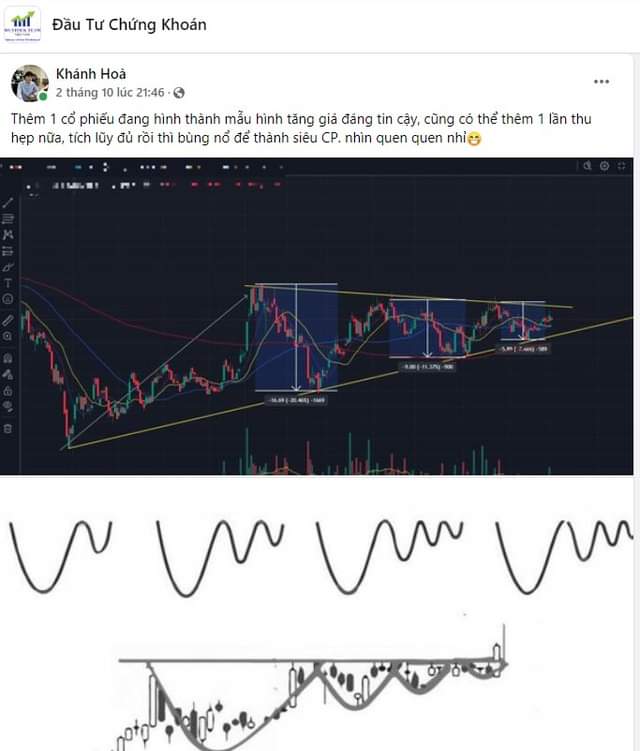 Đầu Tư Chứng Khoán
Khánh Hoà
2 tháng 10 lúc 21:46 ·
Thêm 1 cổ phiếu đang hình thành mẫu hình tăng giá đáng tin cậy, cũng có thể thêm 1 lần thu
hẹp nữa, tích lũy đủ rồi thì bùng nổ để thành siêu CP. nhìn quen quen nhỉ😁
-5.89 (-7.46%) -589
-9.00 (-11.37%) -900
-16.69 (-20.46%) -1669